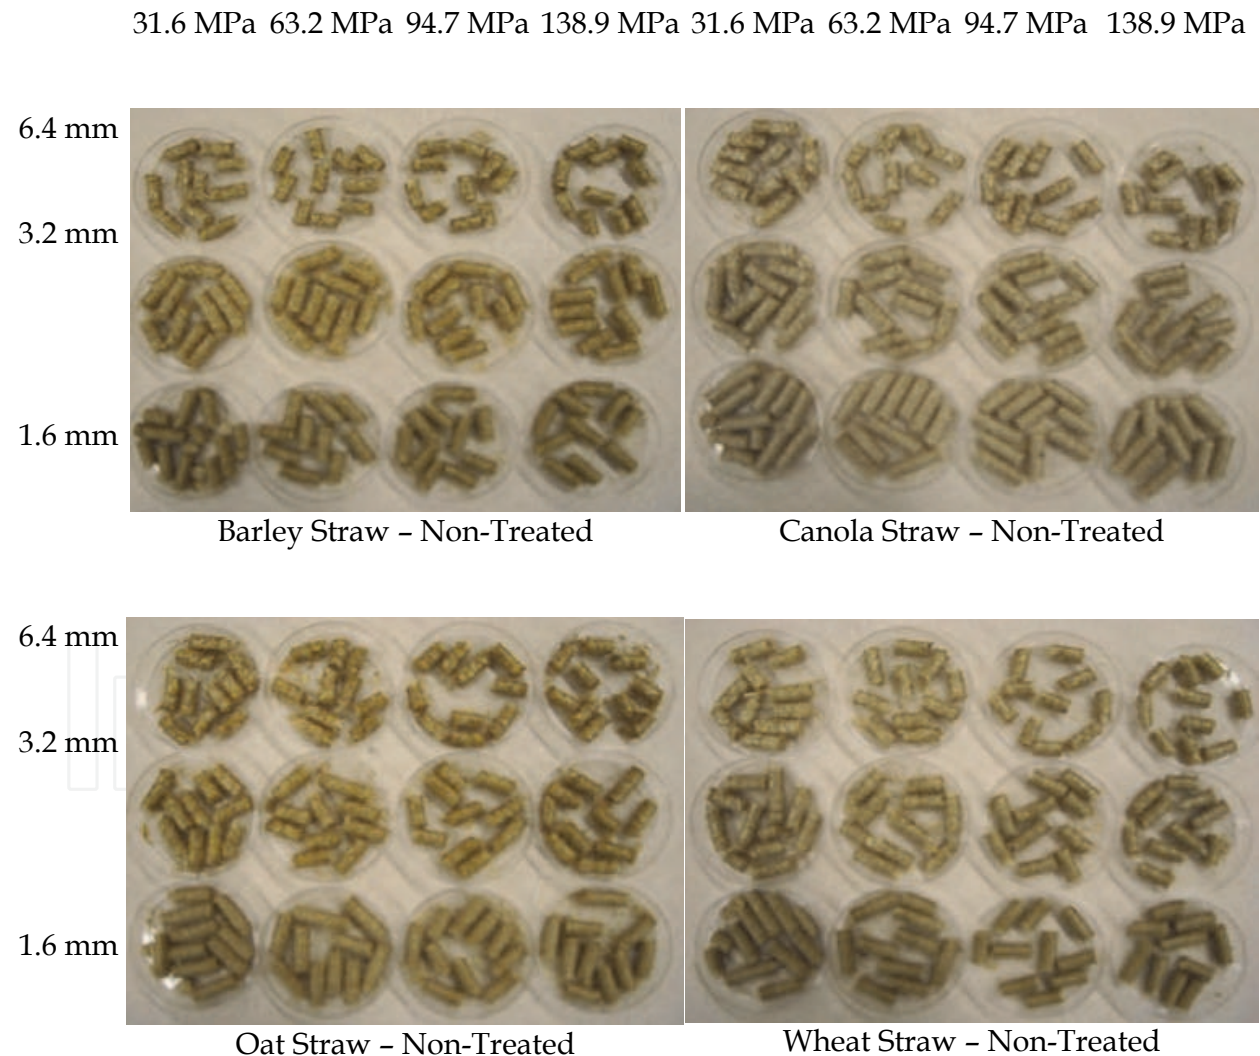 31.6 MPa 63.2 MPa 94.7 MPa 138.9 MPa 31.6 MPa 63.2 MPa 94.7 MPa 138.9 MPa
6.4 mm
3.2 mm
1.6 mm
Barley Straw – Non-Treated Canola Straw – Non-Treated
6.4 mm
3.2 mm
1.6 mm
Oat Straw – Non-Treated Wheat Straw – Non-Treated